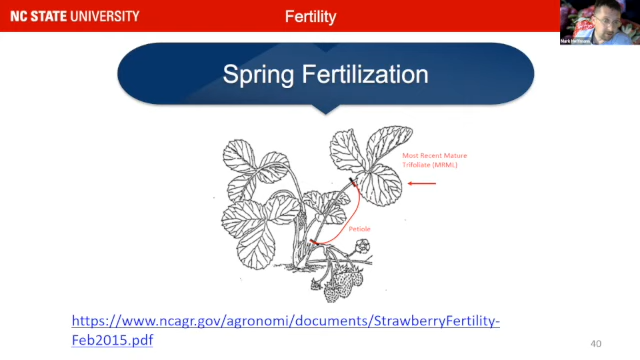 NC STATE UNIVERSITY
Fertility
Spring Fertilization
Most Recent Mature
Trifoliate (MRML)
Petiole
https://www.ncagr.gov/agronomi/documents/StrawberryFertility-
Feb2015.pdf
40